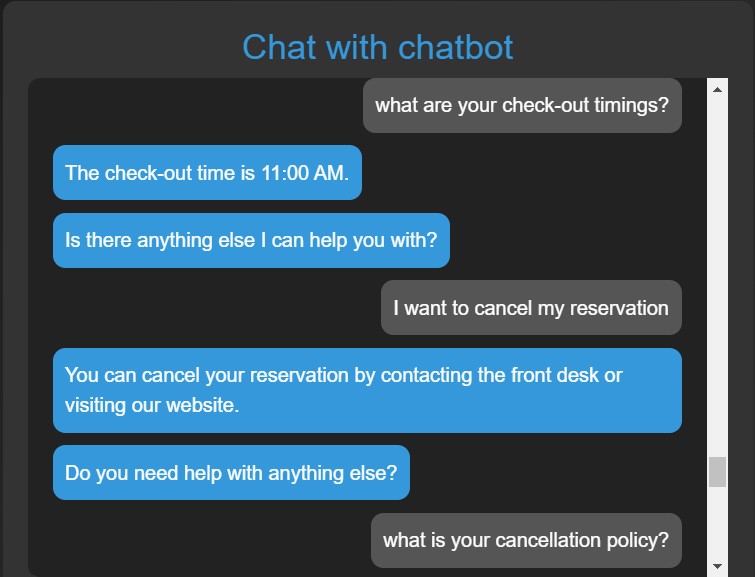 Chat with chatbot
what are your check-out timings?
The check-out time is 11:00 AM.
Is there anything else I can help you with?
I want to cancel my reservation
You can cancel your reservation by contacting the front desk or
visiting our website.
Do you need help with anything else?
what is your cancellation policy?